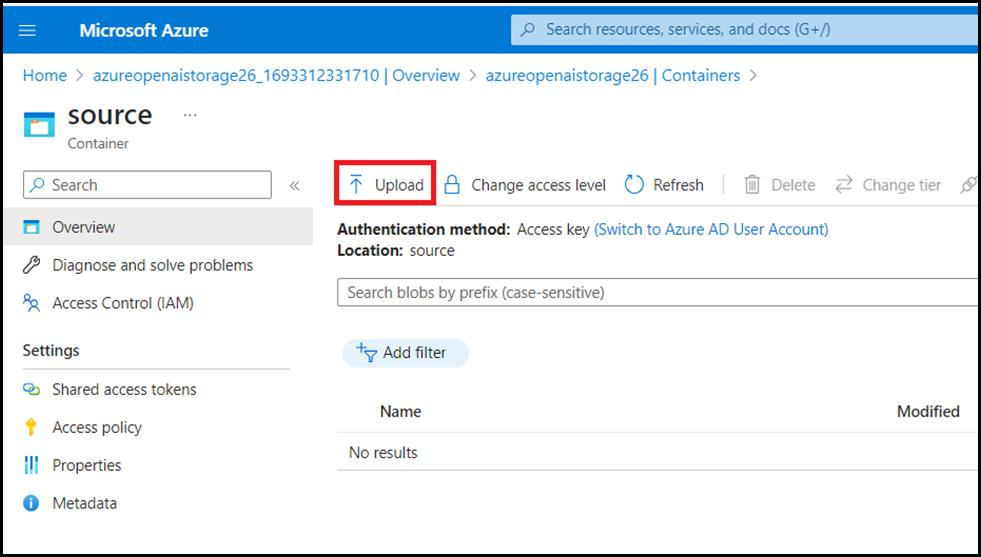 Microsoft Azure
Search resources, services, and docs (G+/)
Home > azureopenaistorage26_1693312331710 | Overview > azureopenaistorage26 | Containers >
source ...
Container
Search «
Upload Change access level Refresh Delete Change tier
Overview
Authentication method: Access key (Switch to Azure AD User Account)
Location: source
Diagnose and solve problems
Search blobs by prefix (case-sensitive)
Access Control (IAM)
Settings
Add filter
Shared access tokens
Name Modified
Access policy
No results
Properties
Metadata